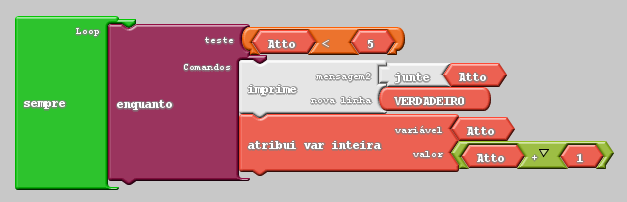 Loop
teste
Atto < 5
Comandos
sempre
enquanto
imprime
mensagem2
junte
Atto
nova linha
VERDADEIRO
atribui var inteira
variável
Atto
valor
Atto + 1